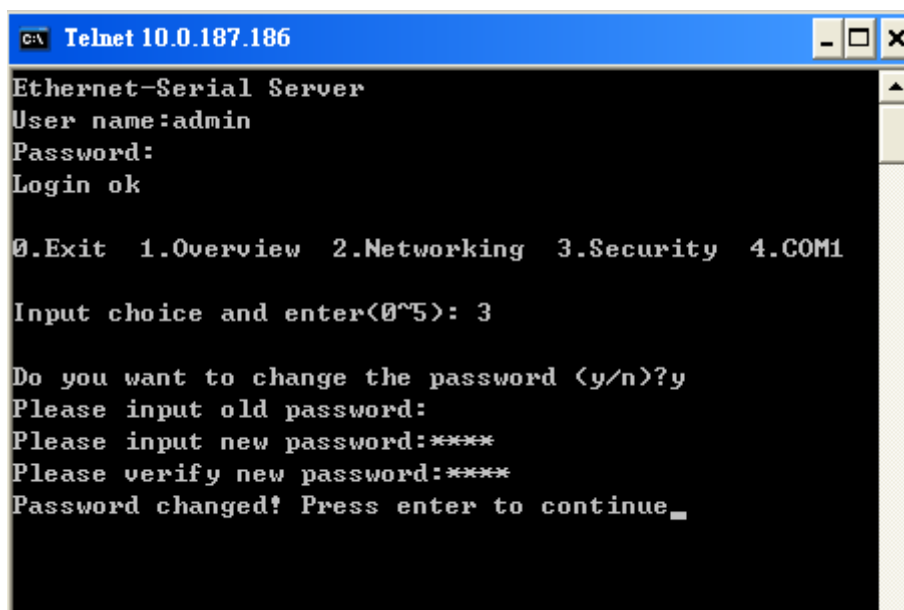 Telnet 10.0.187.186
Ethernet-Serial Server
User name:admin
Password:
Login ok
0.Exit  1.Overview  2.Networking  3.Security  4.COM1
Input choice and enter(0~5): 3
Do you want to change the password (y/n)?y
Please input old password:
Please input new password:****
Please verify new password:****
Password changed! Press enter to continue_